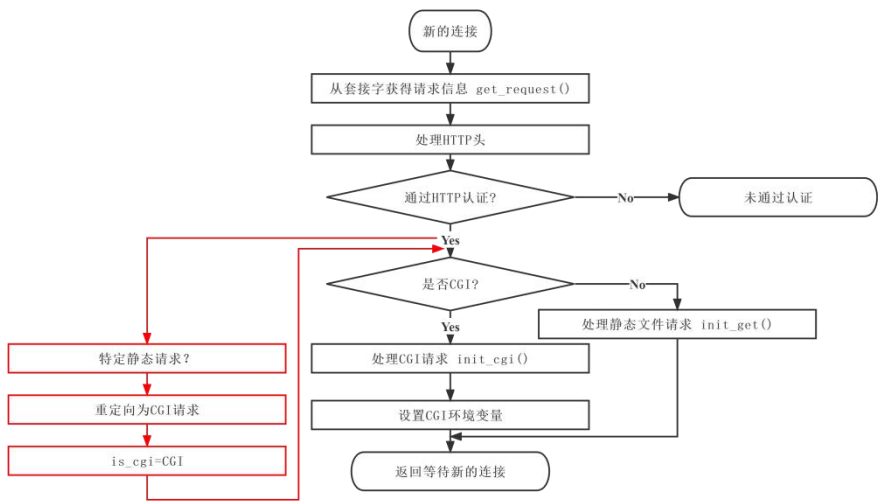 新的连接
从套接字获得请求信息 get_request()
处理HTTP头
通过HTTP认证?
No
未通过认证
Yes
是否CGI?
No
处理静态文件请求 init_get()
Yes
特定静态请求?
处理CGI请求 init_cgi()
重定向为CGI请求
设置CGI环境变量
is_cgi=CGI
返回等待新的连接